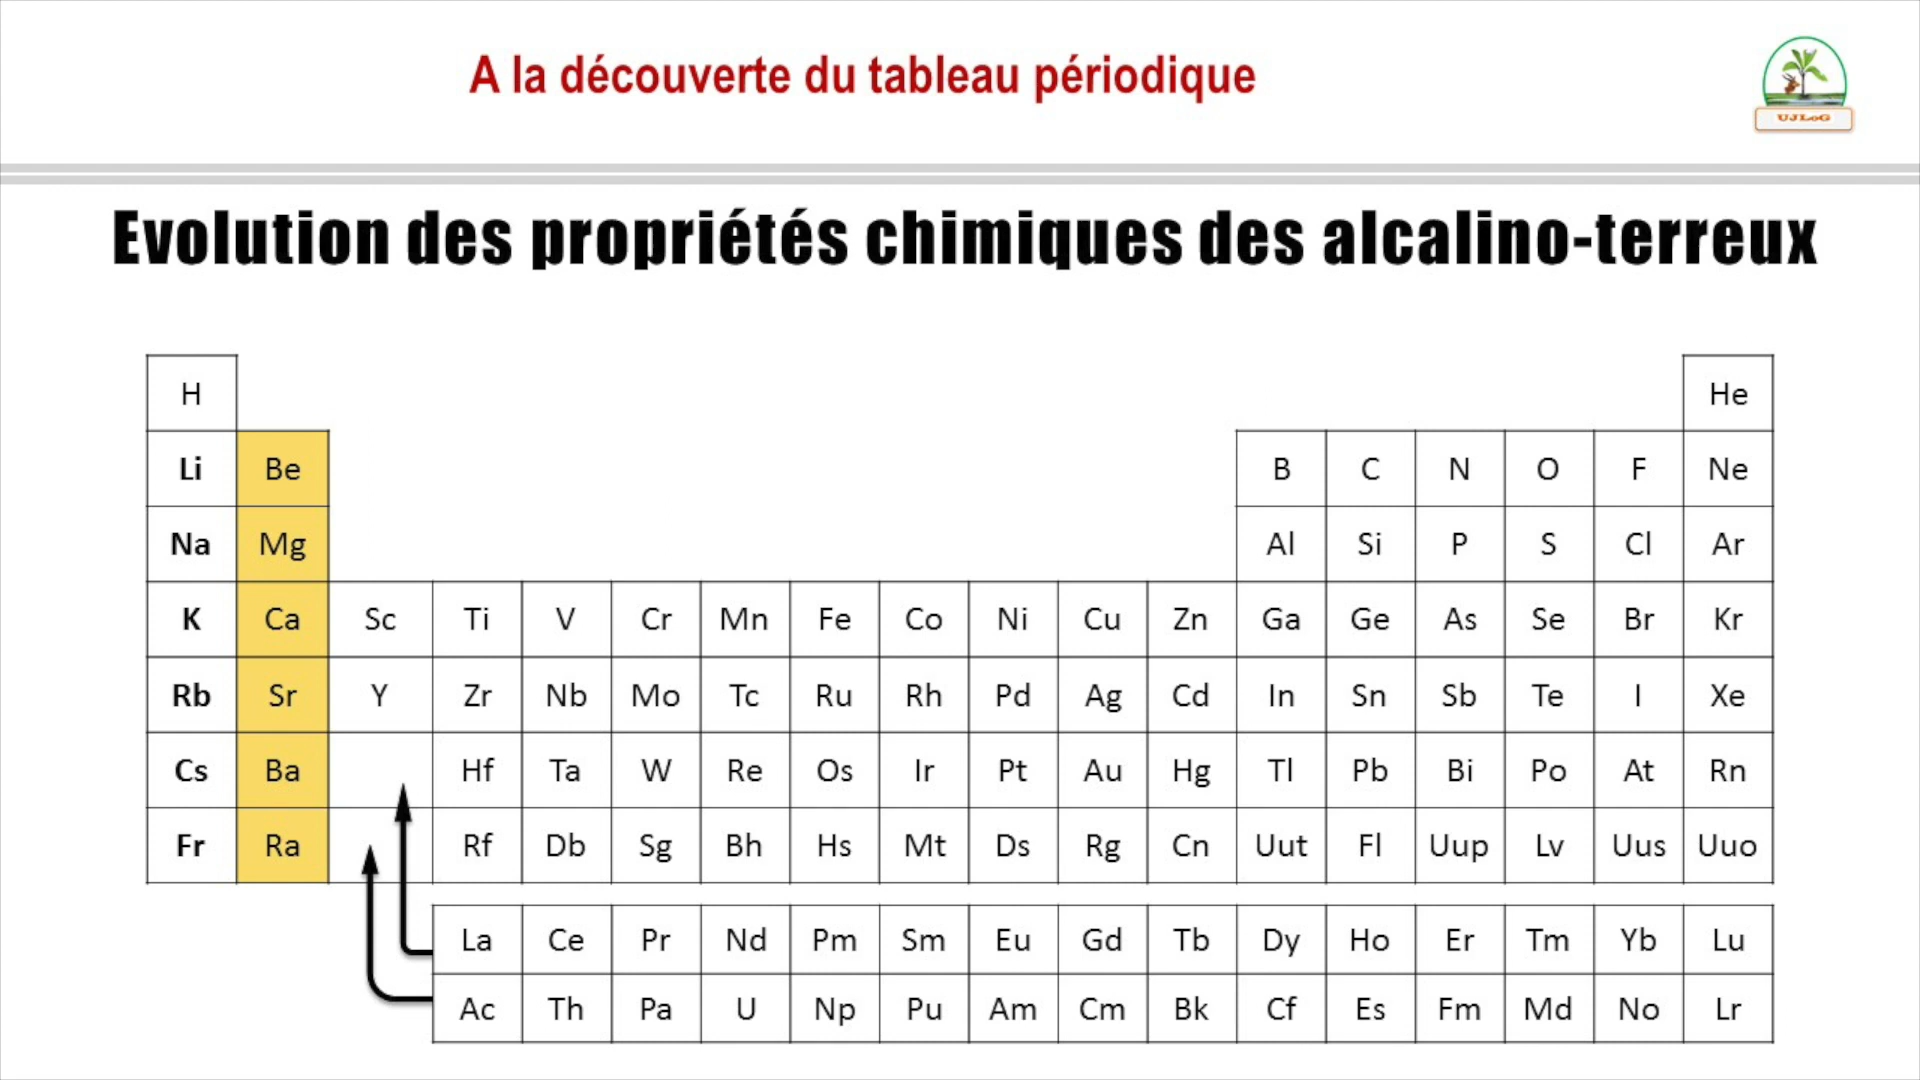 A la découverte du tableau périodique
UJLoG
Evolution des propriétés chimiques des alcalino-terreux
H He
Li Be B C N O F Ne
Na Mg Al Si P S Cl Ar
K Ca Sc Ti V Cr Mn Fe Co Ni Cu Zn Ga Ge As Se Br Kr
Rb Sr Y Zr Nb Mo Tc Ru Rh Pd Ag Cd In Sn Sb Te I Xe
Cs Ba Hf Ta W Re Os Ir Pt Au Hg Tl Pb Bi Po At Rn
Fr Ra Rf Db Sg Bh Hs Mt Ds Rg Cn Uut Fl Uup Lv Uus Uuo
La Ce Pr Nd Pm Sm Eu Gd Tb Dy Ho Er Tm Yb Lu
Ac Th Pa U Np Pu Am Cm Bk Cf Es Fm Md No Lr